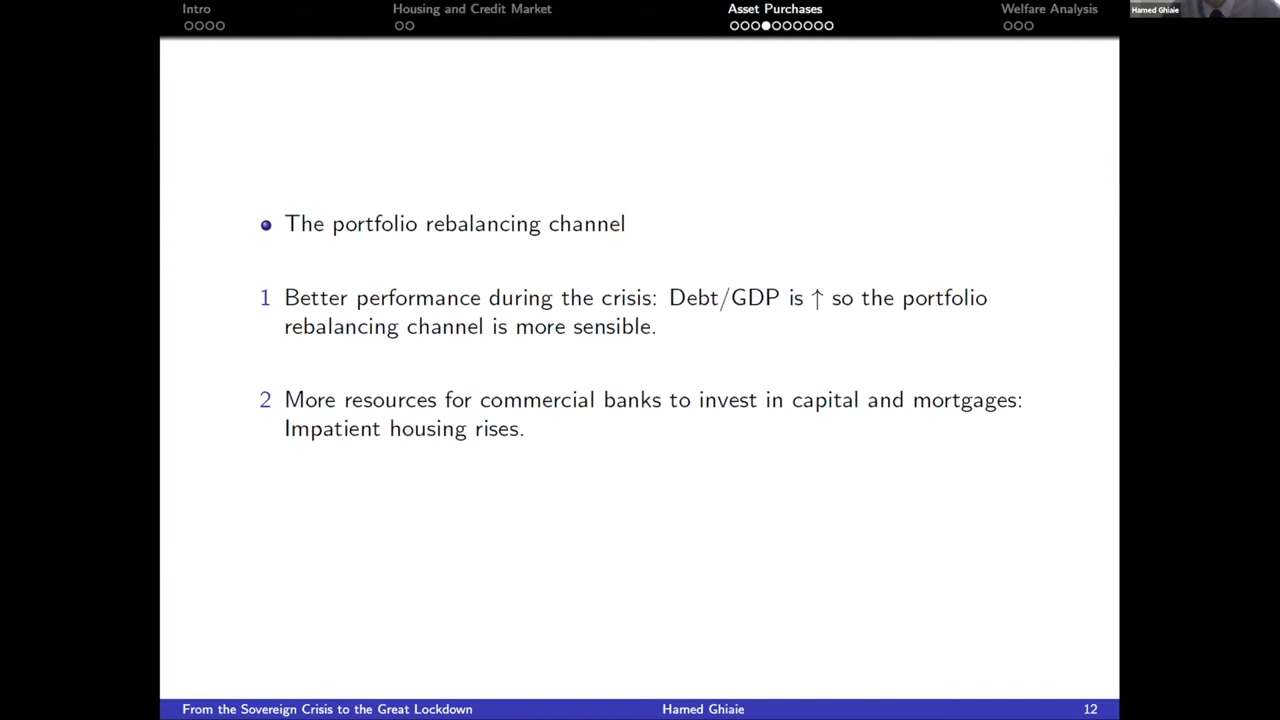 Intro
Housing and Credit Market
Asset Purchases
Welfare Analysis
Hamed Ghiaie
The portfolio rebalancing channel
1 Better performance during the crisis: Debt/GDP is ↑ so the portfolio
rebalancing channel is more sensible.
2 More resources for commercial banks to invest in capital and mortgages:
Impatient housing rises.
From the Sovereign Crisis to the Great Lockdown
Hamed Ghiaie
12